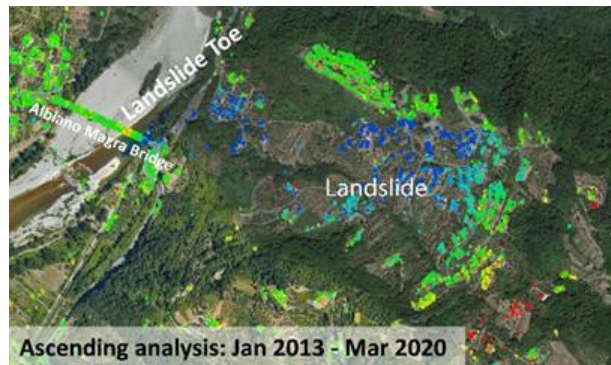 Landslide Toe
Albiano Magra Bridge
Landslide
Ascending analysis: Jan 2013 - Mar 2020